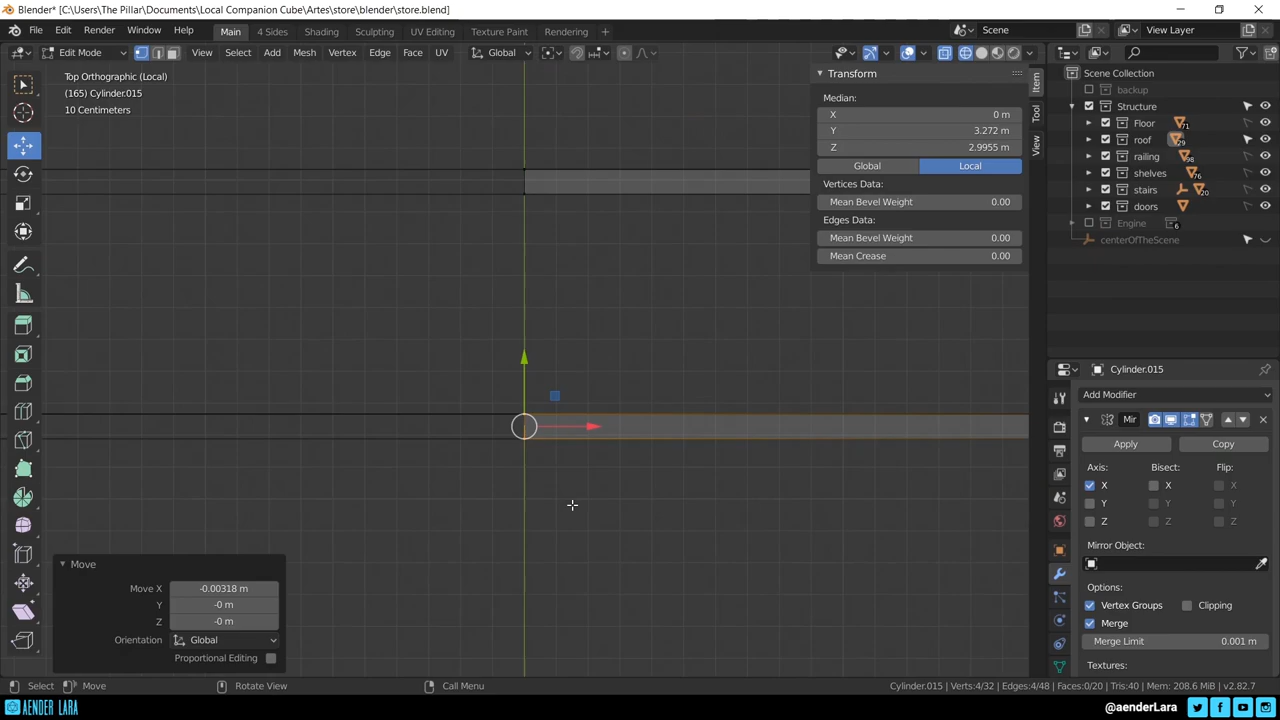 Blender* [C:\Users\The Pillar\Documents\Local Companion Cube\Artes\store\blender\store.blend]
File Edit Render Window Help Main 4 Sides Shading Sculpting UV Editing Texture Paint Rendering + Scene View Layer
Edit Mode View Select Add Mesh Vertex Edge Face UV Global
Top Orthographic (Local)
(165) Cylinder.015
10 Centimeters
Transform
Median:
X 0 m
Y 3.272 m
Z 2.9955 m
Global Local
Vertices Data:
Mean Bevel Weight 0.00
Edges Data:
Mean Bevel Weight 0.00
Mean Crease 0.00
Item
Tool
View
Scene Collection
backup
Structure
Floor 71
roof 29
railing 98
shelves 76
stairs 20
doors
Engine 6
centerOfTheScene
Cylinder.015
Add Modifier
Mir
Apply Copy
Axis: Bisect: Flip:
X X X
Y Y Y
Z Z Z
Mirror Object:
Options:
Vertex Groups Clipping
Merge
Merge Limit 0.001 m
Textures:
Move
Move X -0.00318 m
Y -0 m
Z -0 m
Orientation Global
Proportional Editing
Select Move Rotate View Call Menu Cylinder.015 | Verts:4/32 | Edges:4/48 | Faces:0/20 | Tris:40 | Mem: 208.6 MiB | v2.82.7
AENDER LARA @aenderLara